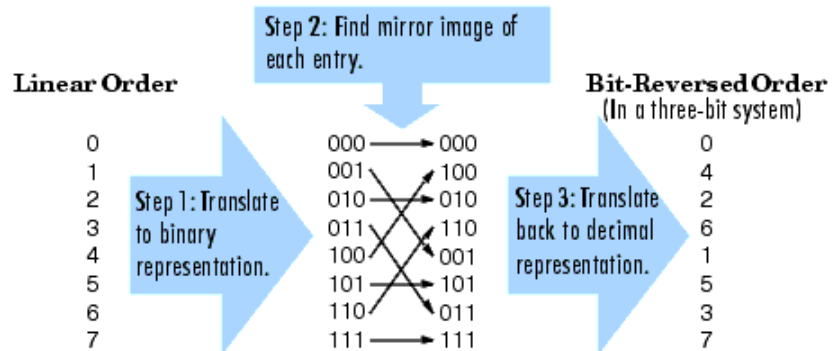 Step 2: Find mirror image of
each entry.
Linear Order
Bit-Reversed Order
(In a three-bit system)
0 000 000 0
1 001 100 4
2 010 010 2
3 011 110 6
4 100 001 1
5 101 101 5
6 110 011 3
7 111 111 7
Step 1: Translate
to binary
representation.
Step 3: Translate
back to decimal
representation.